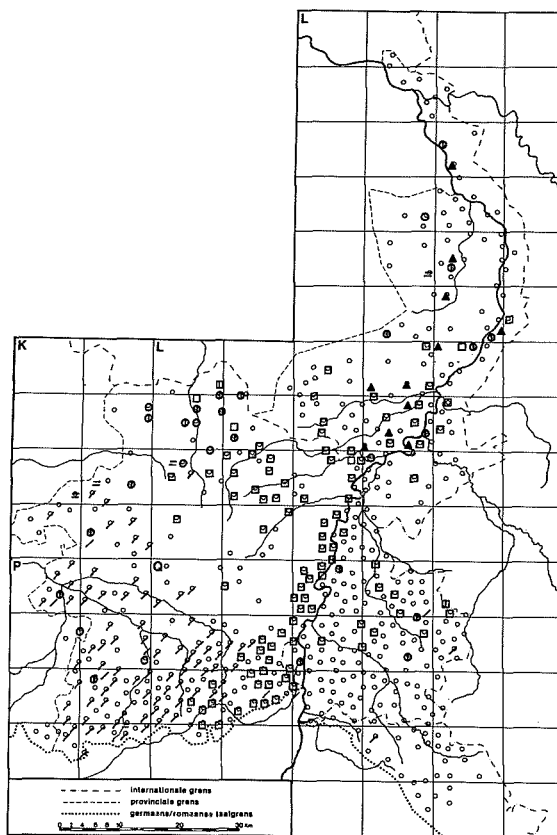 L
K
L
P
Q
internationale grens
provinciale grens
germaans/romaanse taalgrens
0 2 4 6 8 10 20 30 KM